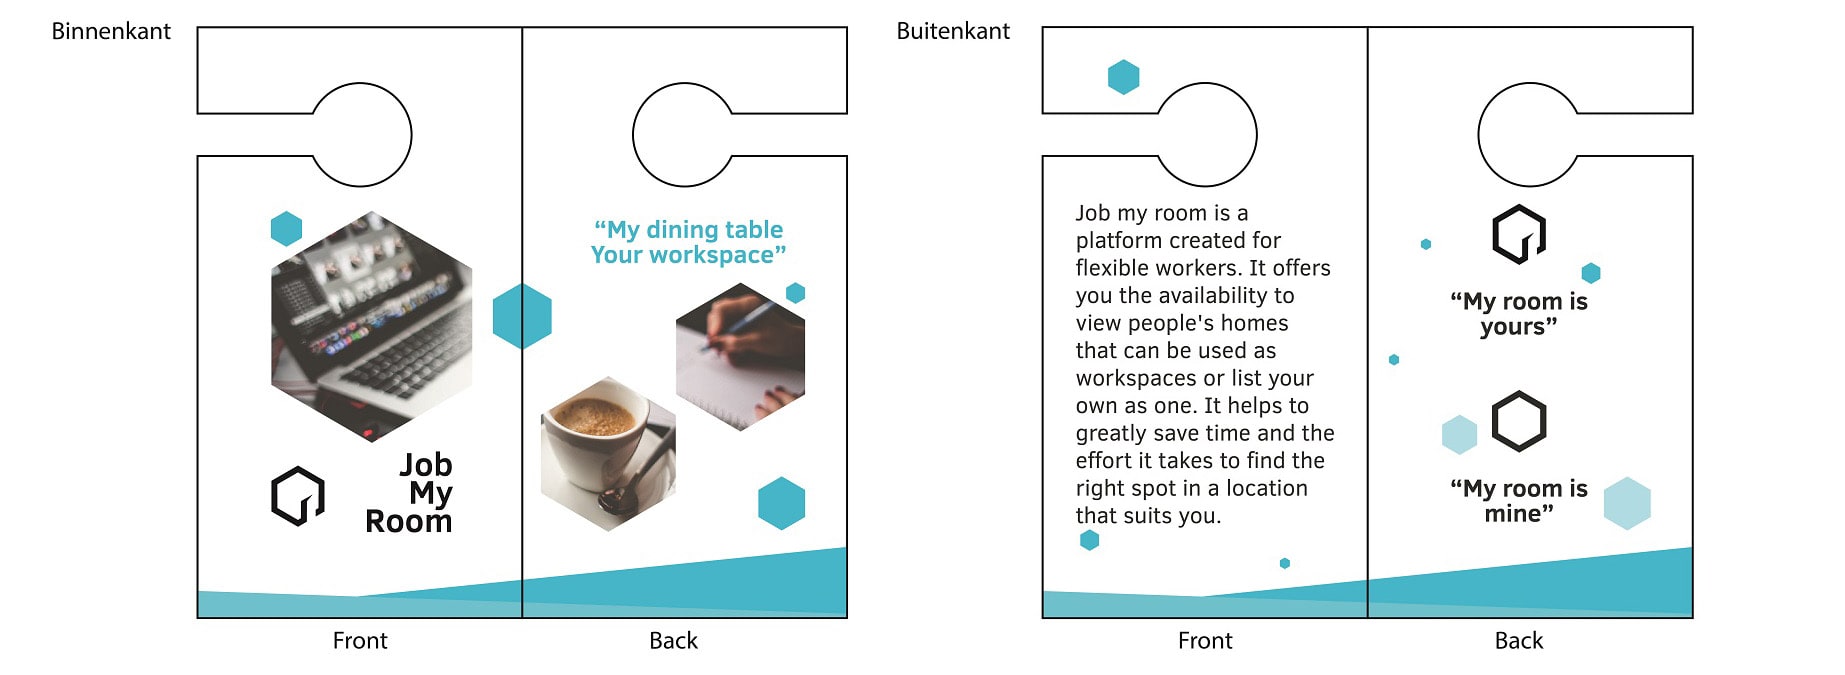 Binnenkant
“My dining table
Your workspace”
Job
My
Room
Front
Back
Buitenkant
Job my room is a
platform created for
flexible workers. It offers
you the availability to
view people's homes
that can be used as
workspaces or list your
own as one. It helps to
greatly save time and the
effort it takes to find the
right spot in a location
that suits you.
“My room is
yours”
“My room is
mine”
Front
Back